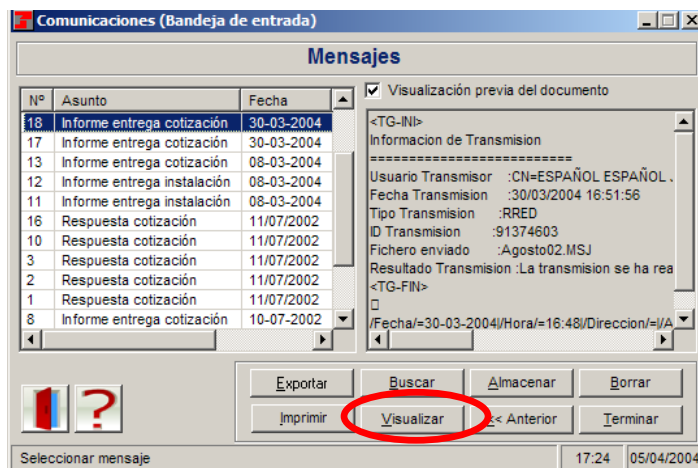 Comunicaciones (Bandeja de entrada)
Mensajes
Nº Asunto Fecha
18 Informe entrega cotización 30-03-2004
17 Informe entrega cotización 30-03-2004
13 Informe entrega cotización 08-03-2004
12 Informe entrega instalación 08-03-2004
11 Informe entrega instalación 08-03-2004
16 Respuesta cotización 11/07/2002
10 Respuesta cotización 11/07/2002
3 Respuesta cotización 11/07/2002
2 Respuesta cotización 11/07/2002
1 Respuesta cotización 11/07/2002
8 Informe entrega cotización 10-07-2002
Visualización previa del documento
<TG-INI>
Informacion de Transmision
==========================
Usuario Transmisor :CN=ESPAÑOL ESPAÑOL
Fecha Transmision :30/03/2004 16:51:56
Tipo Transmision :RRED
ID Transmision :91374603
Fichero enviado :Agosto02.MSJ
Resultado Transmision :La transmision se ha rea
<TG-FIN>
/Fecha/=30-03-2004|/Hora/=16:48|/Direccion/=|/A
Exportar Buscar Almacenar Borrar
Imprimir Visualizar << Anterior Terminar
?
Seleccionar mensaje 17:24 05/04/2004